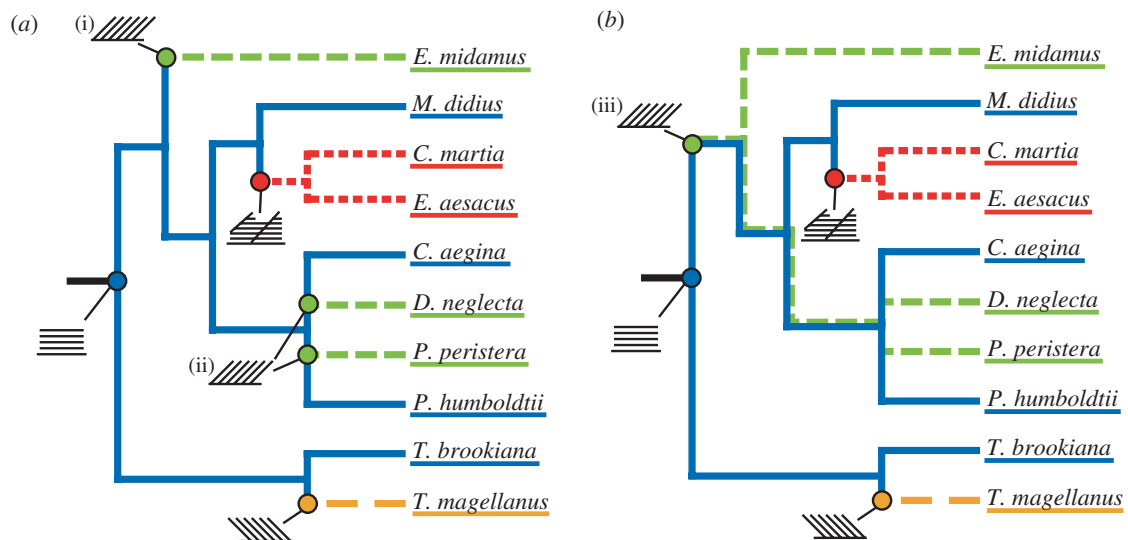 (a)
(i)
E. midamus
M. didius
C. martia
E. aesacus
C. aegina
D. neglecta
(ii)
P. peristera
P. humboldtii
T. brookiana
T. magellanus
(b)
E. midamus
(iii)
M. didius
C. martia
E. aesacus
C. aegina
D. neglecta
P. peristera
P. humboldtii
T. brookiana
T. magellanus